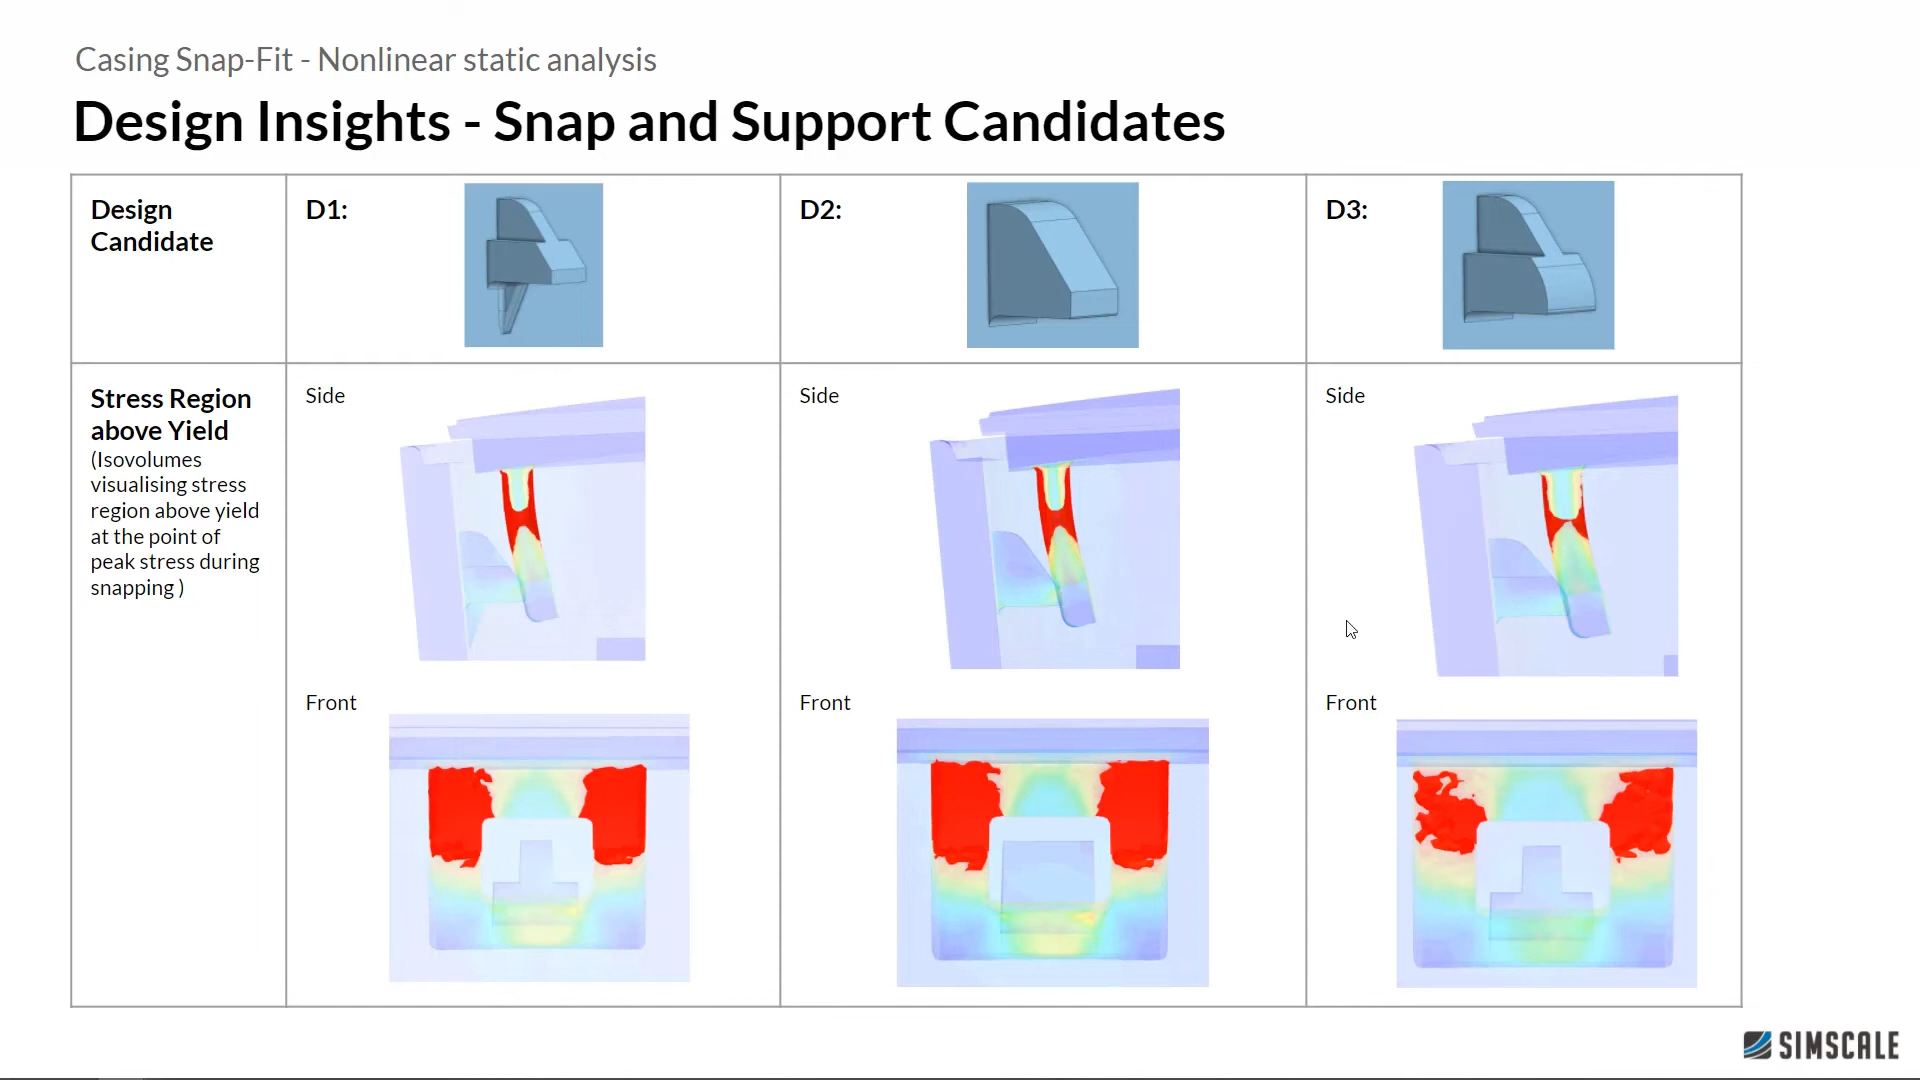 Casing Snap-Fit - Nonlinear static analysis
Design Insights - Snap and Support Candidates
Design
Candidate
D1:
D2:
D3:
Stress Region
above Yield
(Isovolumes
visualising stress
region above yield
at the point of
peak stress during
snapping )
Side
Side
Side
Front
Front
Front
SIMSCALE